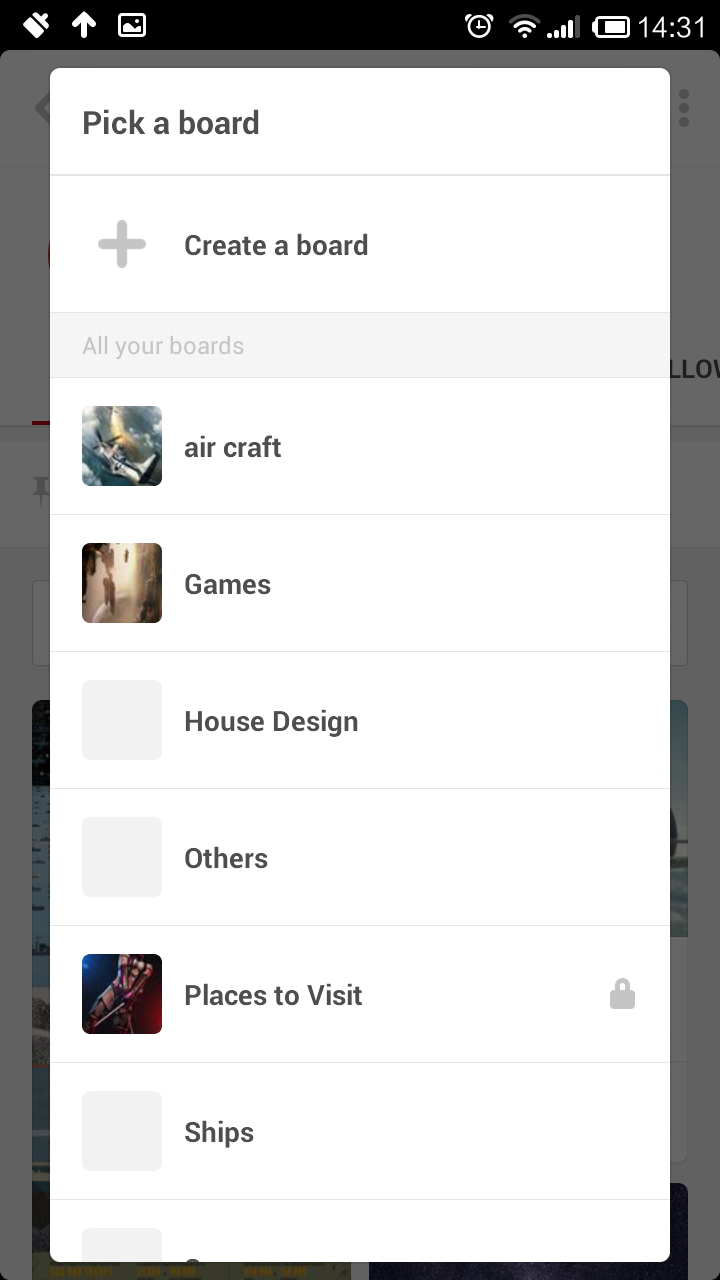 14:31
Pick a board
Create a board
All your boards
air craft
Games
House Design
Others
Places to Visit
Ships